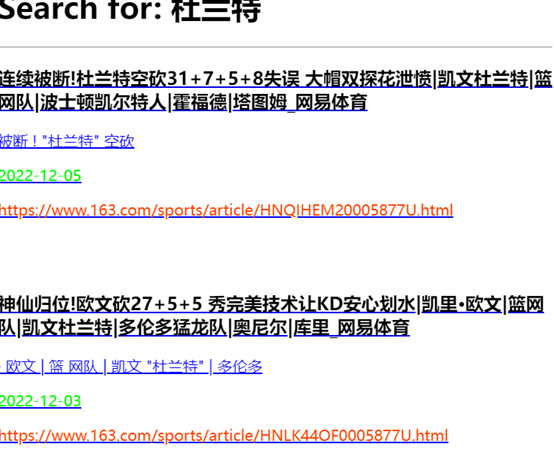 Search for: 杜兰特
连续被断!杜兰特空砍31+7+5+8失误 大帽双探花泄愤|凯文杜兰特|篮
网队|波士顿凯尔特人|霍福德|塔图姆_网易体育
被断 ! "杜兰特" 空砍
2022-12-05
https://www.163.com/sports/article/HNQIHEM20005877U.html
神仙归位!欧文砍27+5+5 秀完美技术让KD安心划水|凯里·欧文|篮网
队|凯文杜兰特|多伦多猛龙队|奥尼尔|库里_网易体育
· 欧文 | 篮 网队 | 凯文 "杜兰特" | 多伦多
2022-12-03
https://www.163.com/sports/article/HNLK44OF0005877U.html